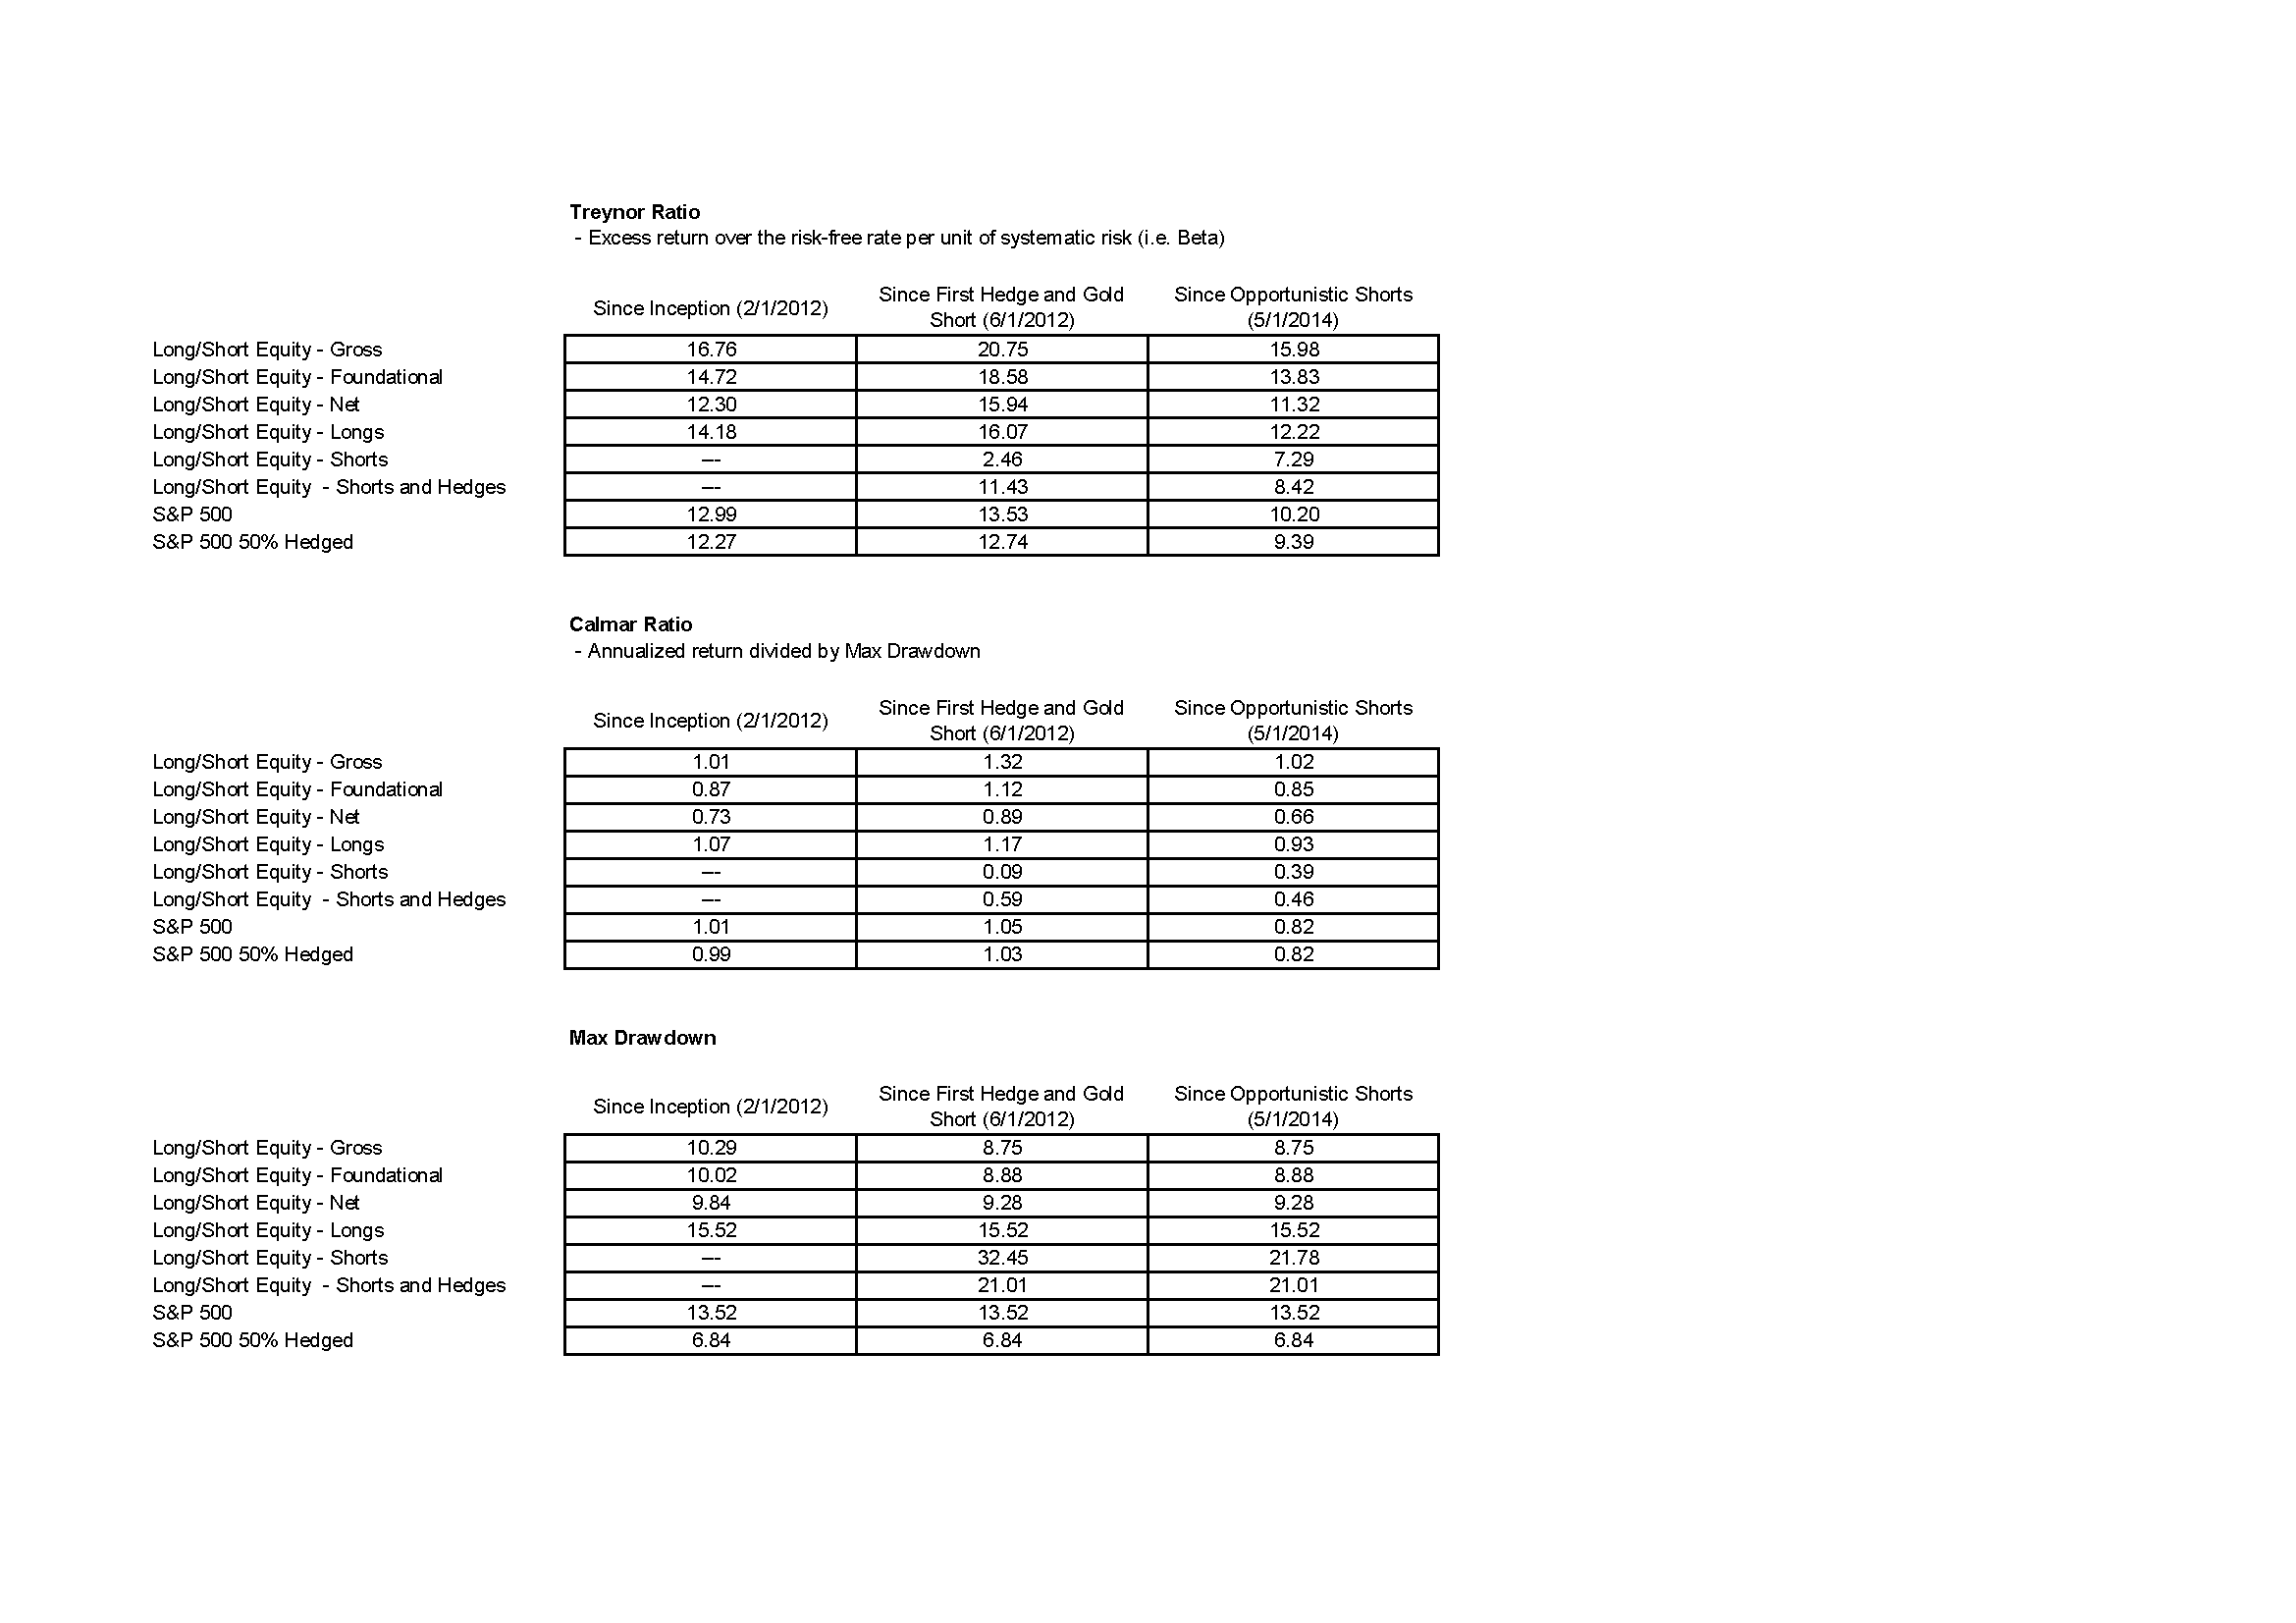 Treynor Ratio
- Excess return over the risk-free rate per unit of systematic risk (i.e. Beta)
Since Inception (2/1/2012) Since First Hedge and Gold Short (6/1/2012) Since Opportunistic Shorts (5/1/2014)
Long/Short Equity - Gross 16.76 20.75 15.98
Long/Short Equity - Foundational 14.72 18.58 13.83
Long/Short Equity - Net 12.30 15.94 11.32
Long/Short Equity - Longs 14.18 16.07 12.22
Long/Short Equity - Shorts --- 2.46 7.29
Long/Short Equity - Shorts and Hedges --- 11.43 8.42
S&P 500 12.99 13.53 10.20
S&P 500 50% Hedged 12.27 12.74 9.39
Calmar Ratio
- Annualized return divided by Max Drawdown
Since Inception (2/1/2012) Since First Hedge and Gold Short (6/1/2012) Since Opportunistic Shorts (5/1/2014)
Long/Short Equity - Gross 1.01 1.32 1.02
Long/Short Equity - Foundational 0.87 1.12 0.85
Long/Short Equity - Net 0.73 0.89 0.66
Long/Short Equity - Longs 1.07 1.17 0.93
Long/Short Equity - Shorts --- 0.09 0.39
Long/Short Equity - Shorts and Hedges --- 0.59 0.46
S&P 500 1.01 1.05 0.82
S&P 500 50% Hedged 0.99 1.03 0.82
Max Drawdown
Since Inception (2/1/2012) Since First Hedge and Gold Short (6/1/2012) Since Opportunistic Shorts (5/1/2014)
Long/Short Equity - Gross 10.29 8.75 8.75
Long/Short Equity - Foundational 10.02 8.88 8.88
Long/Short Equity - Net 9.84 9.28 9.28
Long/Short Equity - Longs 15.52 15.52 15.52
Long/Short Equity - Shorts --- 32.45 21.78
Long/Short Equity - Shorts and Hedges --- 21.01 21.01
S&P 500 13.52 13.52 13.52
S&P 500 50% Hedged 6.84 6.84 6.84